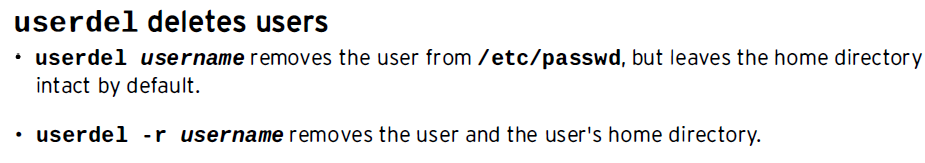 userdel deletes users
• userdel username removes the user from /etc/passwd, but leaves the home directory
intact by default.
• userdel -r username removes the user and the user's home directory.